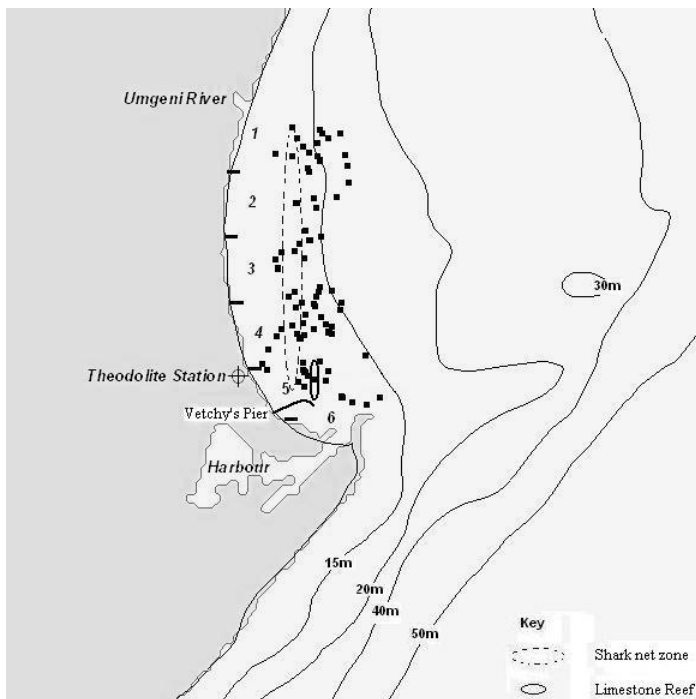 Umgeni River
1
2
3
30m
4
Theodolite Station
5
Vetchy's Pier
6
Harbour
15m
20m
40m
50m
Key
Shark net zone
Limestone Reef